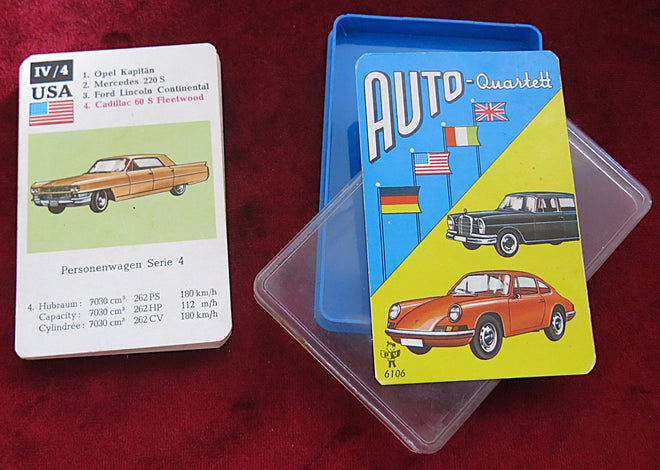 IV/4
USA
1. Opel Kapitän
2. Mercedes 220 S
3. Ford Lincoln Continental
4. Cadillac 60 S Fleetwood
Personenwagen Serie 4
4. Hubraum: 7030 cm³ 262 PS 180 km/h
Capacity: 7030 cm³ 262 HP 112 m/h
Cylindrée: 7030 cm³ 262 CV 180 km/h
AUTO-Quartett
6106